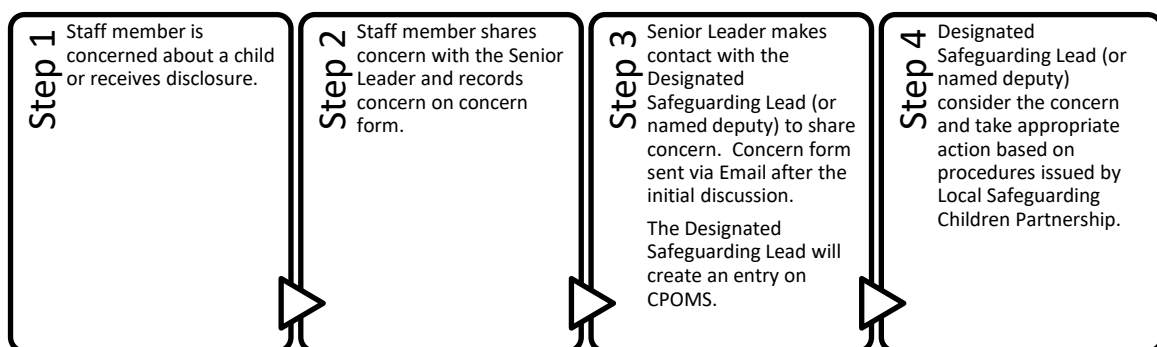 Step 1
Staff member is
concerned about a child
or receives disclosure.
Step 2
Staff member shares
concern with the Senior
Leader and records
concern on concern
form.
Step 3
Senior Leader makes
contact with the
Designated
Safeguarding Lead (or
named deputy) to share
concern.  Concern form
sent via Email after the
initial discussion.
The Designated
Safeguarding Lead will
create an entry on
CPOMS.
Step 4
Designated
Safeguarding Lead (or
named deputy)
consider the concern
and take appropriate
action based on
procedures issued by
Local Safeguarding
Children Partnership.